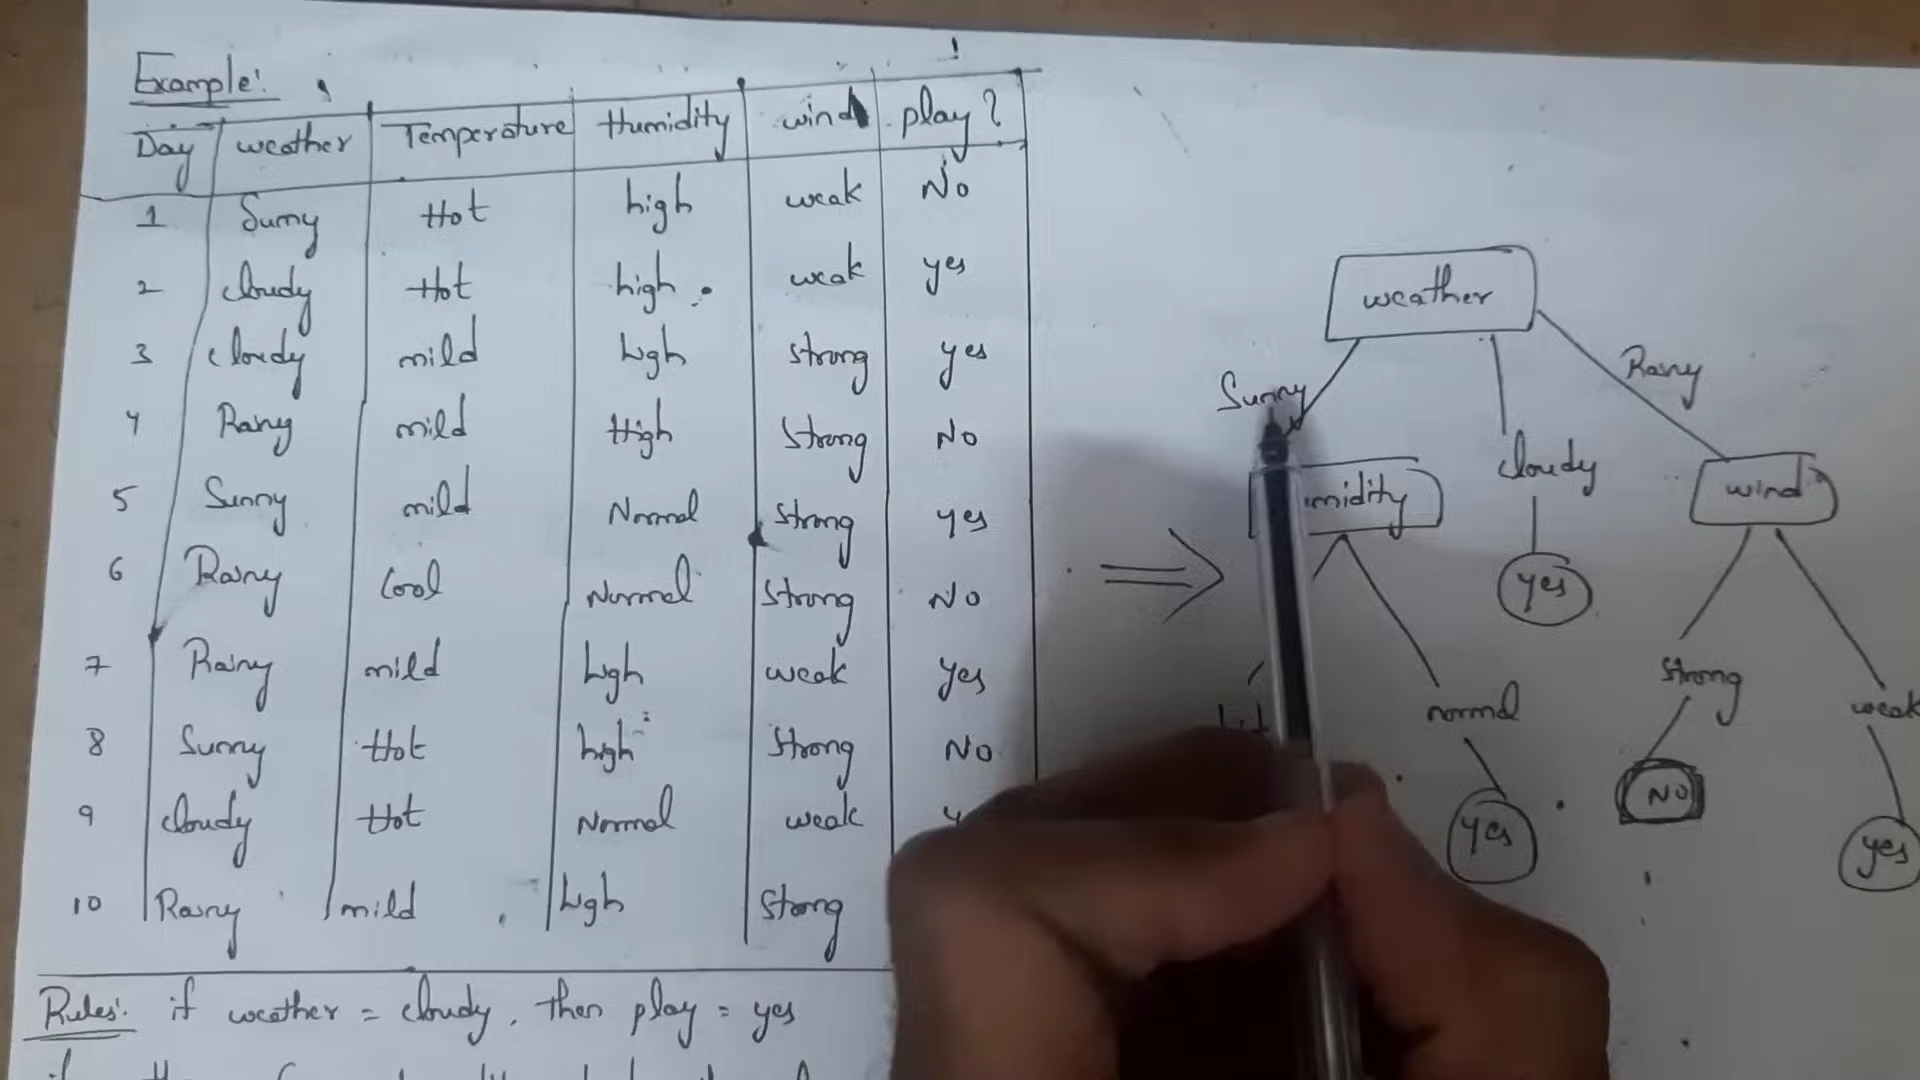 Example:
Day weather Temperature Humidity wind play?
1 Sunny Hot high weak No
2 cloudy Hot high weak yes
3 cloudy mild high strong yes
4 Rainy mild High Strong No
5 Sunny mild Normal Strong yes
6 Rainy Cool Normal Strong No
7 Rainy mild high weak yes
8 Sunny Hot high Strong No
9 cloudy Hot Normal weak
10 Rainy mild high Strong
Rules: if weather = cloudy, then play = yes
weather
Sunny
cloudy
Rainy
midity
wind
yes
strong
weak
normal
NO
yes
yes